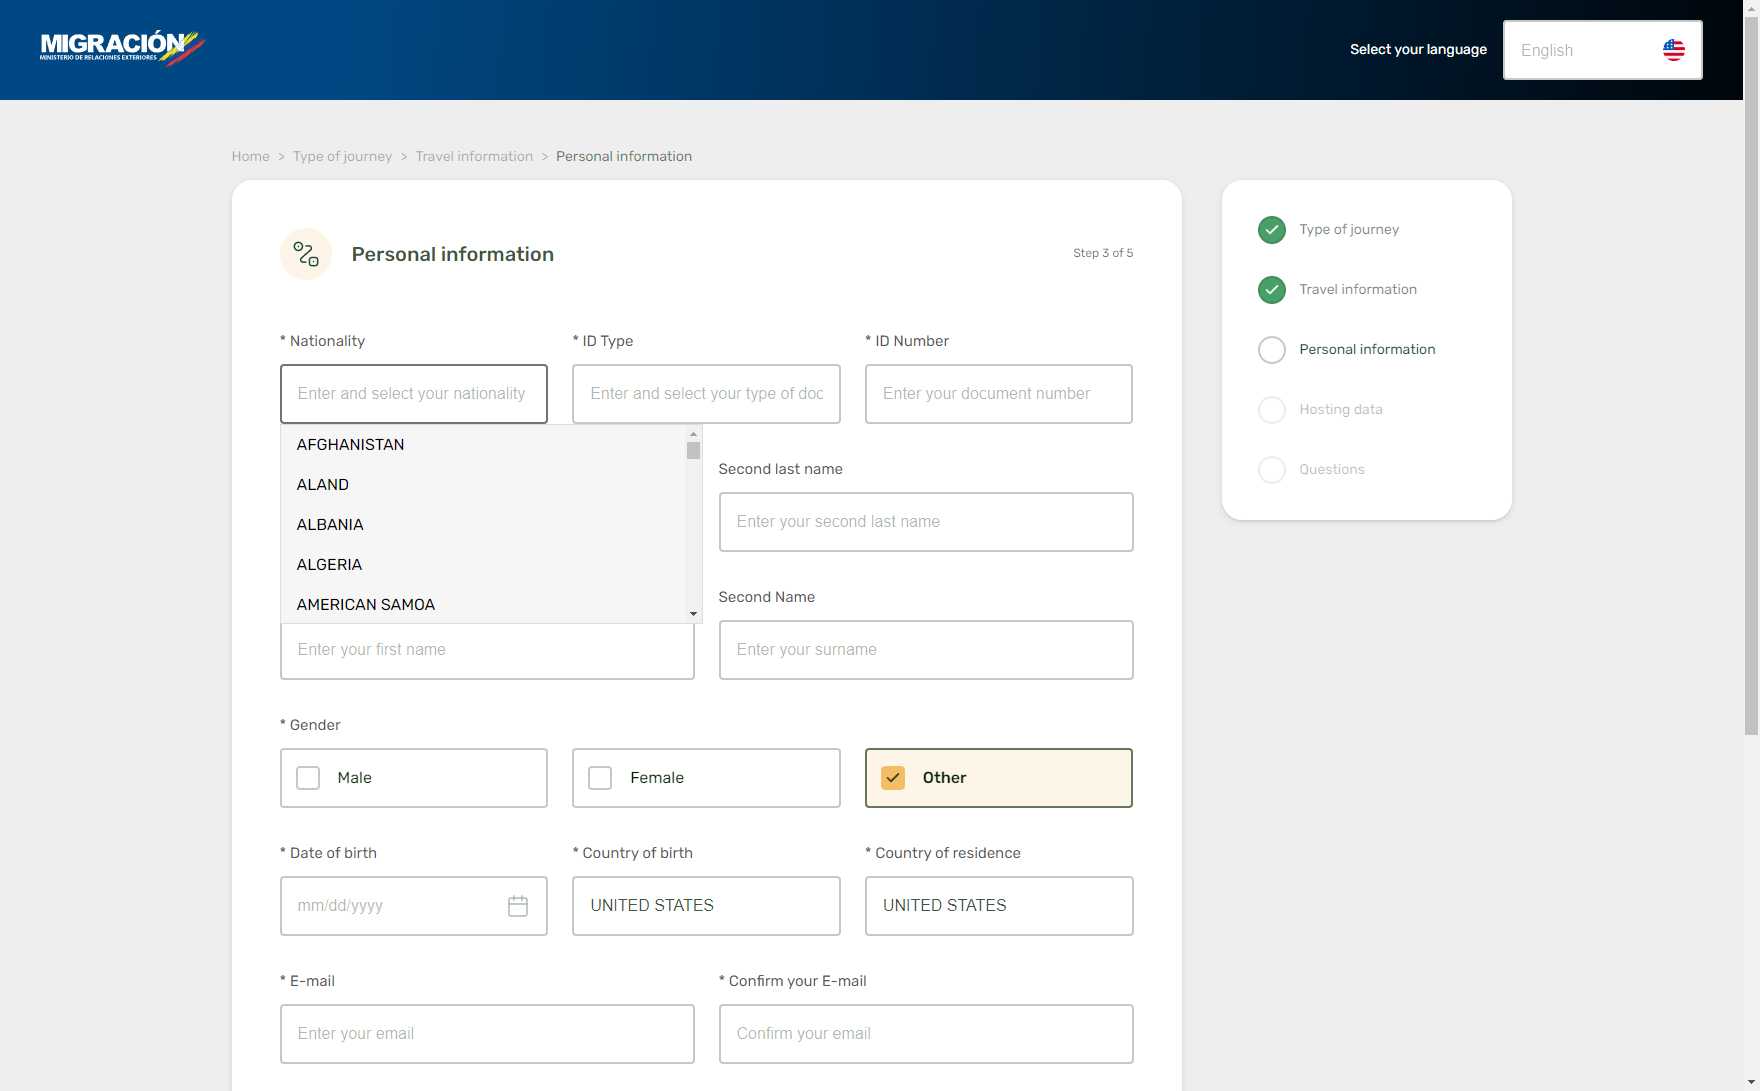 MIGRACIÓN
MINISTERIO DE RELACIONES EXTERIORES
Select your language
English
Home > Type of journey > Travel information > Personal information
Personal information
Step 3 of 5
* Nationality
* ID Type
* ID Number
Enter and select your nationality
Enter and select your type of doc
Enter your document number
AFGHANISTAN
ALAND
ALBANIA
ALGERIA
AMERICAN SAMOA
Second last name
Enter your second last name
Second Name
Enter your first name
Enter your surname
* Gender
Male
Female
Other
* Date of birth
* Country of birth
* Country of residence
mm/dd/yyyy
UNITED STATES
UNITED STATES
* E-mail
* Confirm your E-mail
Enter your email
Confirm your email
Type of journey
Travel information
Personal information
Hosting data
Questions